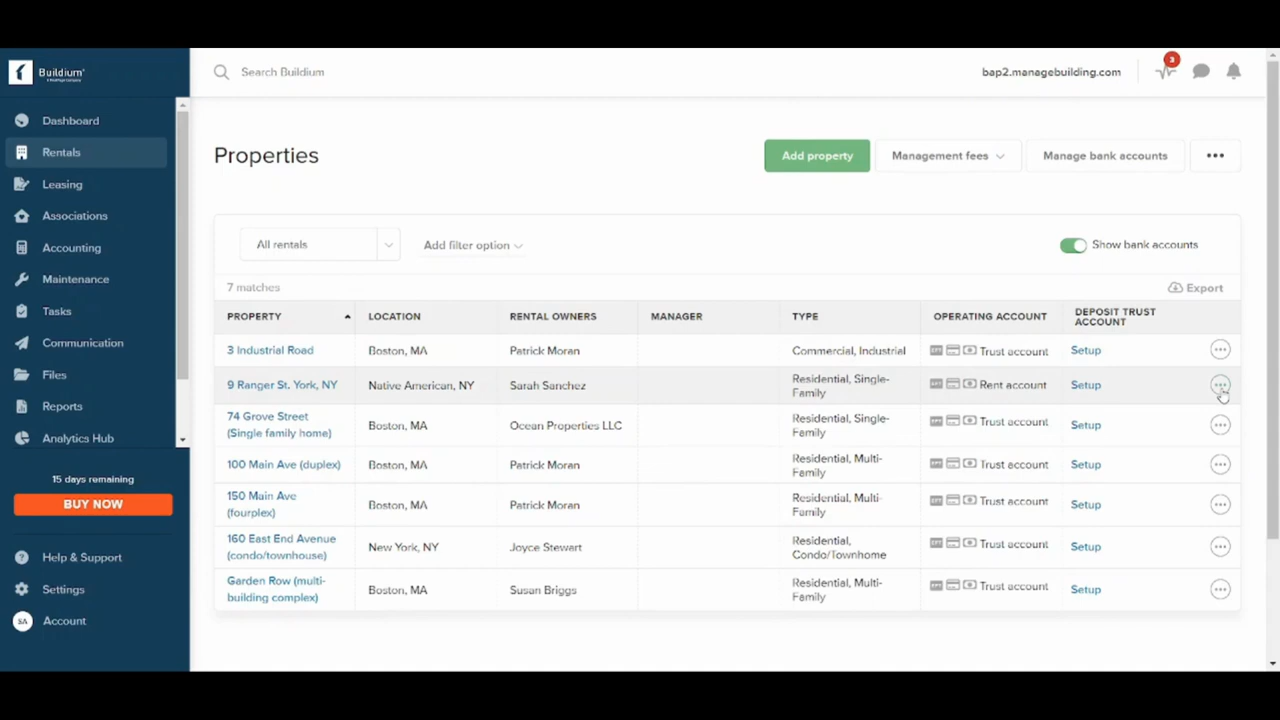 Buildium
Search Buildium
bap2.managebuilding.com
3
Dashboard
Rentals
Leasing
Associations
Accounting
Maintenance
Tasks
Communication
Files
Reports
Analytics Hub
15 days remaining
BUY NOW
Help & Support
Settings
SA Account
Properties
Add property
Management fees
Manage bank accounts
All rentals
Add filter option
Show bank accounts
7 matches
Export
PROPERTY LOCATION RENTAL OWNERS MANAGER TYPE OPERATING ACCOUNT DEPOSIT TRUST
ACCOUNT
3 Industrial Road Boston, MA Patrick Moran Commercial, Industrial Trust account Setup
9 Ranger St. York, NY Native American, NY Sarah Sanchez Residential, Single-
Family Rent account Setup
74 Grove Street
(Single family home) Boston, MA Ocean Properties LLC Residential, Single-
Family Trust account Setup
100 Main Ave (duplex) Boston, MA Patrick Moran Residential, Multi-
Family Trust account Setup
150 Main Ave
(fourplex) Boston, MA Patrick Moran Residential, Multi-
Family Trust account Setup
160 East End Avenue
(condo/townhouse) New York, NY Joyce Stewart Residential,
Condo/Townhome Trust account Setup
Garden Row (multi-
building complex) Boston, MA Susan Briggs Residential, Multi-
Family Trust account Setup